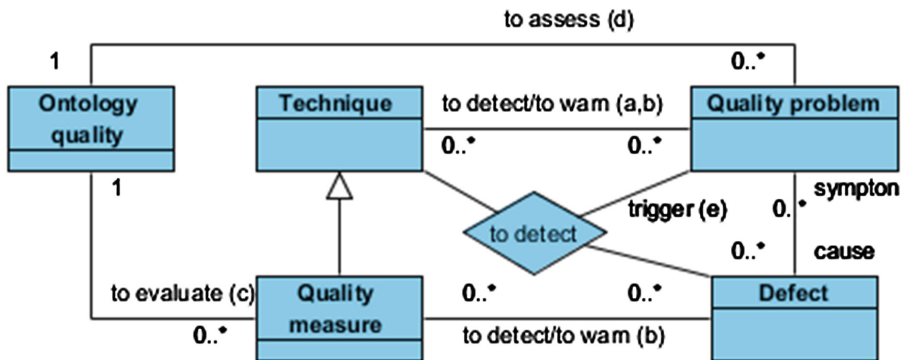 to assess (d)
1
0..*
Ontology
quality
Technique
to detect/to warn (a,b)
Quality problem
0..*
0..*
1
sympton
trigger (e)
0..*
to detect
0..*
cause
to evaluate (c)
Quality
measure
0..*
0..*
Defect
0..*
to detect/to warn (b)